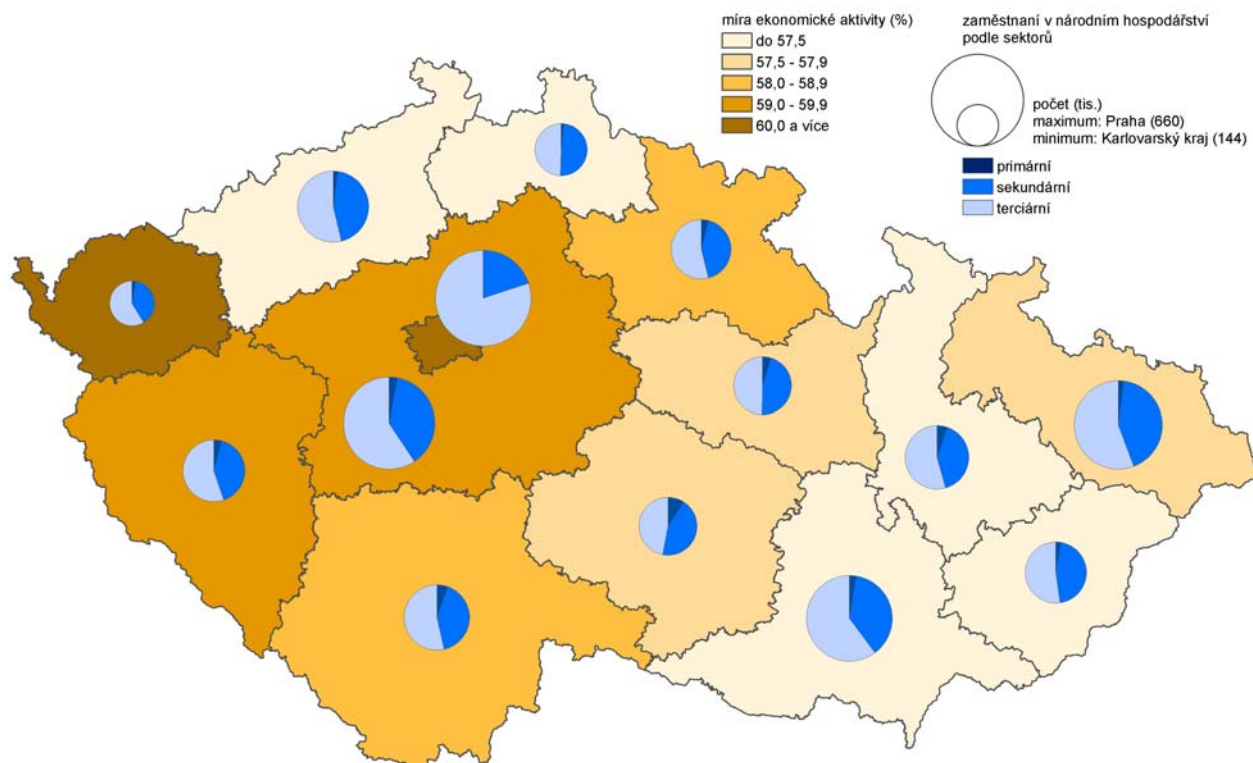 míra ekonomické aktivity (%)
do 57,5
57,5 - 57,9
58,0 - 58,9
59,0 - 59,9
60,0 a více
zaměstnaní v národním hospodářství
podle sektorů
počet (tis.)
maximum: Praha (660)
minimum: Karlovarský kraj (144)
primární
sekundární
terciární